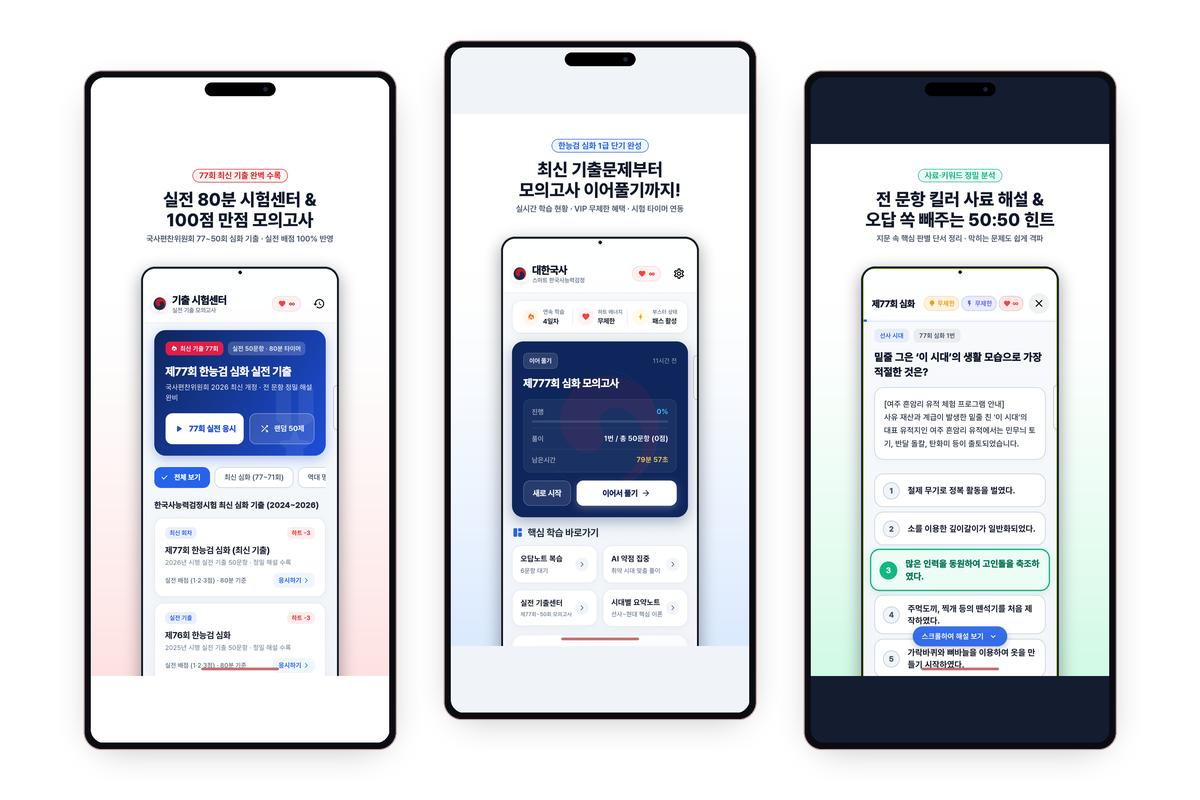 77회 최신 기출 완벽 수록
실전 80분 시험센터 &
100점 만점 모의고사
국사편찬위원회 77~50회 심화 기출 · 실전 배점 100% 반영
기출 시험센터
실전 기출 모의고사
∞
최신 기출 77회
실전 50문항 · 80분 타이머
제77회 한능검 심화 실전 기출
국사편찬위원회 2026 최신 개정 · 전 문항 정밀 해설
완비
77회 실전 응시
랜덤 50제
전체 보기
최신 심화 (77~71회)
역대 명
한국사능력검정시험 최신 심화 기출 (2024~2026)
최신 회차
하트 -3
제77회 한능검 심화 (최신 기출)
2026년 시행 실전 기출 50문항 · 정밀 해설 수록
실전 배점 (1·2·3점) · 80분 기준
응시하기
실전 기출
하트 -3
제76회 한능검 심화
2025년 시행 실전 기출 50문항 · 정밀 해설 수록
실전 배점 (1·2·3점) · 80분 기준
응시하기
한능검 심화 1급 단기 완성
최신 기출문제부터
모의고사 이어풀기까지!
실시간 학습 현황 · VIP 무제한 혜택 · 시험 타이머 연동
대한국사
스마트 한국사능력검정
∞
연속 학습
4일차
하트 에너지
무제한
부스터 상태
패스 활성
이어 풀기
11시간 전
제777회 심화 모의고사
진행
0%
풀이
1번 / 총 50문항 (0점)
남은시간
79분 57초
새로 시작
이어서 풀기
핵심 학습 바로가기
오답노트 복습
6문항 대기
AI 약점 집중
취약 시대 맞춤 풀이
실전 기출센터
제77회~50회 모의고사
시대별 요약노트
선사~현대 핵심 이론
사료·키워드 정밀 분석
전 문항 킬러 사료 해설 &
오답 쏙 빼주는 50:50 힌트
지문 속 핵심 판별 단서 정리 · 막히는 문제도 쉽게 격파
제77회 심화
무제한
무제한
∞
선사 시대
77회 심화 1번
밑줄 그은 '이 시대'의 생활 모습으로 가장
적절한 것은?
[여주 흔암리 유적 체험 프로그램 안내]
사유 재산과 계급이 발생한 밑줄 친 '이 시대'의
대표 유적지인 여주 흔암리 유적에서는 민무늬 토
기, 반달 돌칼, 탄화미 등이 출토되었습니다.
1
철제 무기로 정복 활동을 벌였다.
2
소를 이용한 깊이갈이가 일반화되었다.
3
많은 인력을 동원하여 고인돌을 축조하
였다.
4
주먹도끼, 찍개 등의 뗀석기를 처음 제
작하였다.
스크롤하여 해설 보기
5
가락바퀴와 뼈바늘을 이용하여 옷을 만
들기 시작하였다.